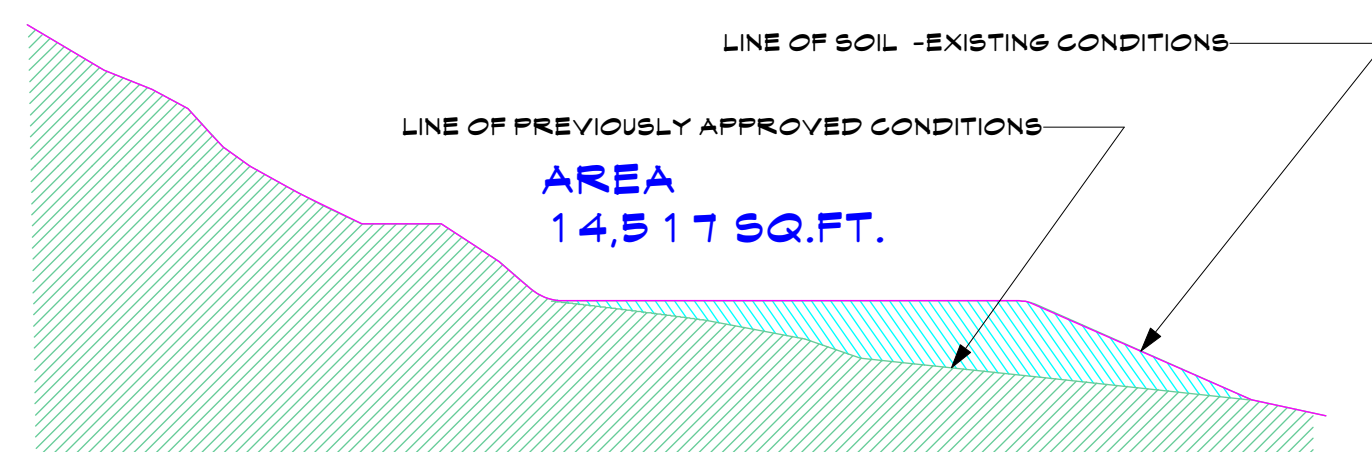 LINE OF SOIL -EXISTING CONDITIONS
LINE OF PREVIOUSLY APPROVED CONDITIONS
AREA
14,517 SQ.FT.